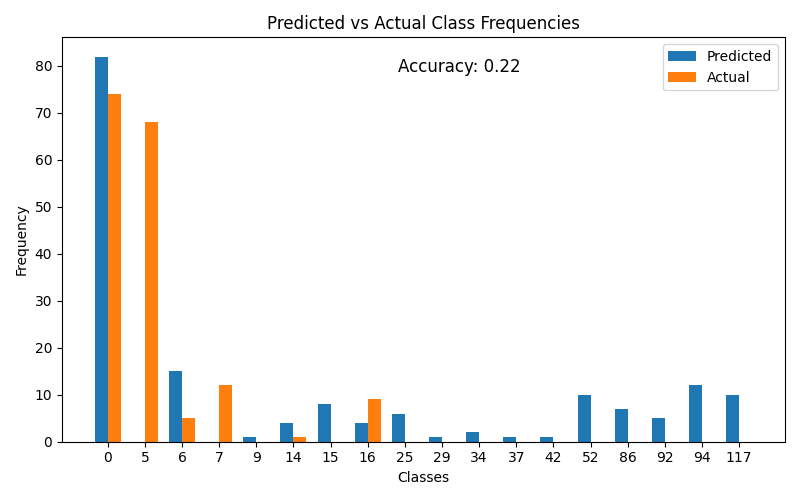 Predicted vs Actual Class Frequencies
Accuracy: 0.22
Predicted
Actual
Frequency
80
70
60
50
40
30
20
10
0
0 5 6 7 9 14 15 16 25 29 34 37 42 52 86 92 94 117
Classes